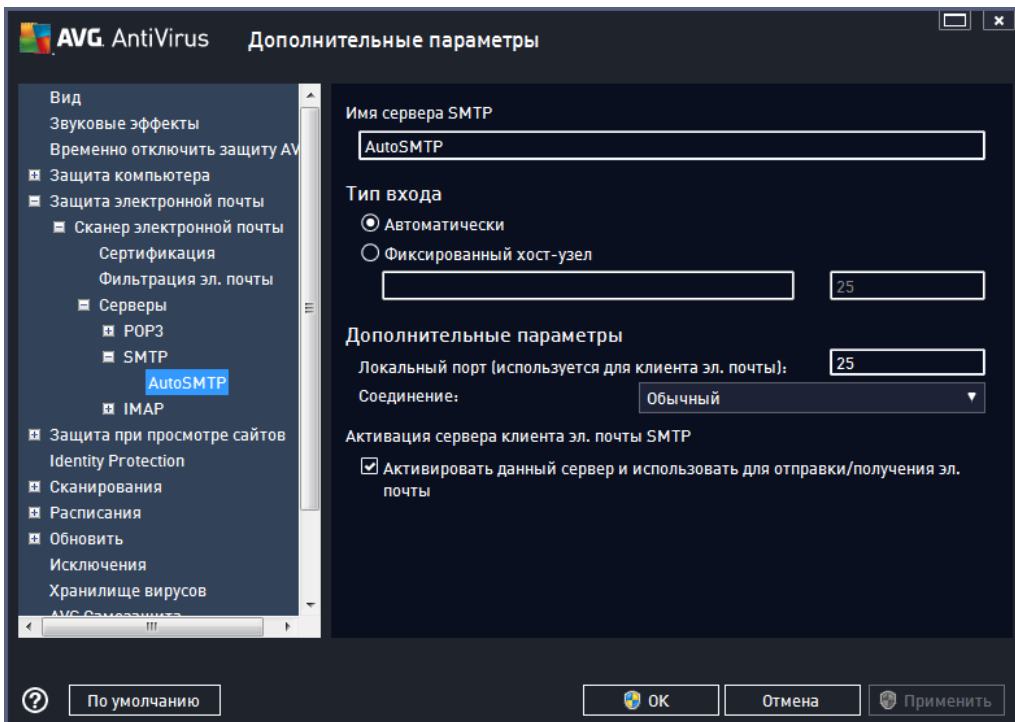 AVG AntiVirus Дополнительные параметры
Вид
Звуковые эффекты
Временно отключить защиту AV
Защита компьютера
Защита электронной почты
Сканер электронной почты
Сертификация
Фильтрация эл. почты
Серверы
POP3
SMTP
AutoSMTP
IMAP
Защита при просмотре сайтов
Identity Protection
Сканирования
Расписания
Обновить
Исключения
Хранилище вирусов
AVG Самозащита
Имя сервера SMTP
AutoSMTP
Тип входа
Автоматически
Фиксированный хост-узел
25
Дополнительные параметры
Локальный порт (используется для клиента эл. почты): 25
Соединение: Обычный
Активация сервера клиента эл. почты SMTP
Активировать данный сервер и использовать для отправки/получения эл.
почты
? По умолчанию OK Отмена Применить